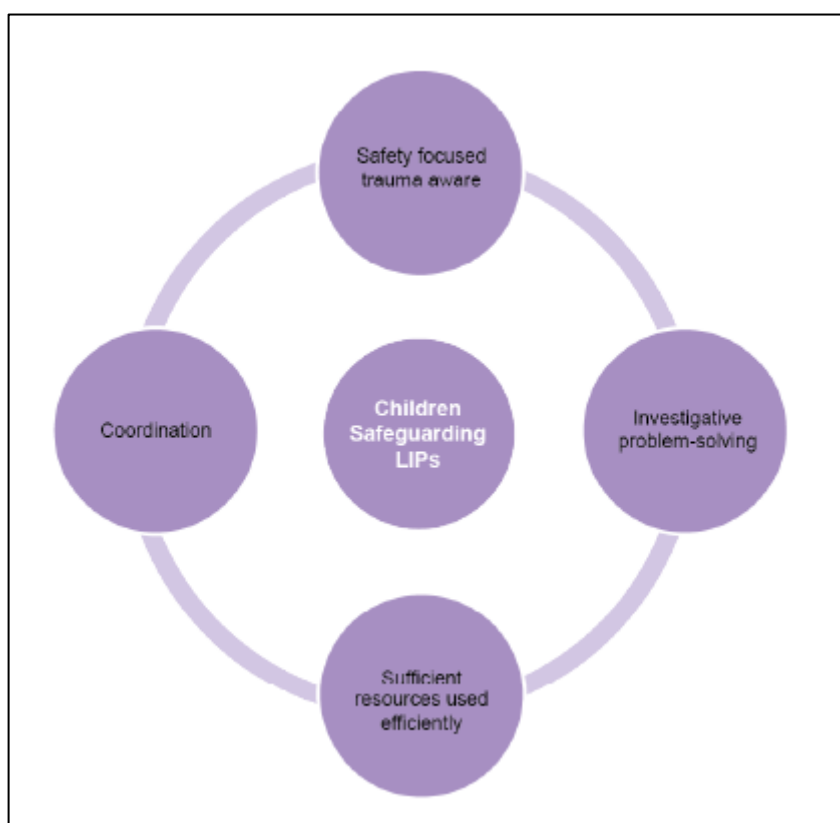 Safety focused
trauma aware
Coordination
Children
Safeguarding
LIPs
Investigative
problem-solving
Sufficient
resources used
efficiently